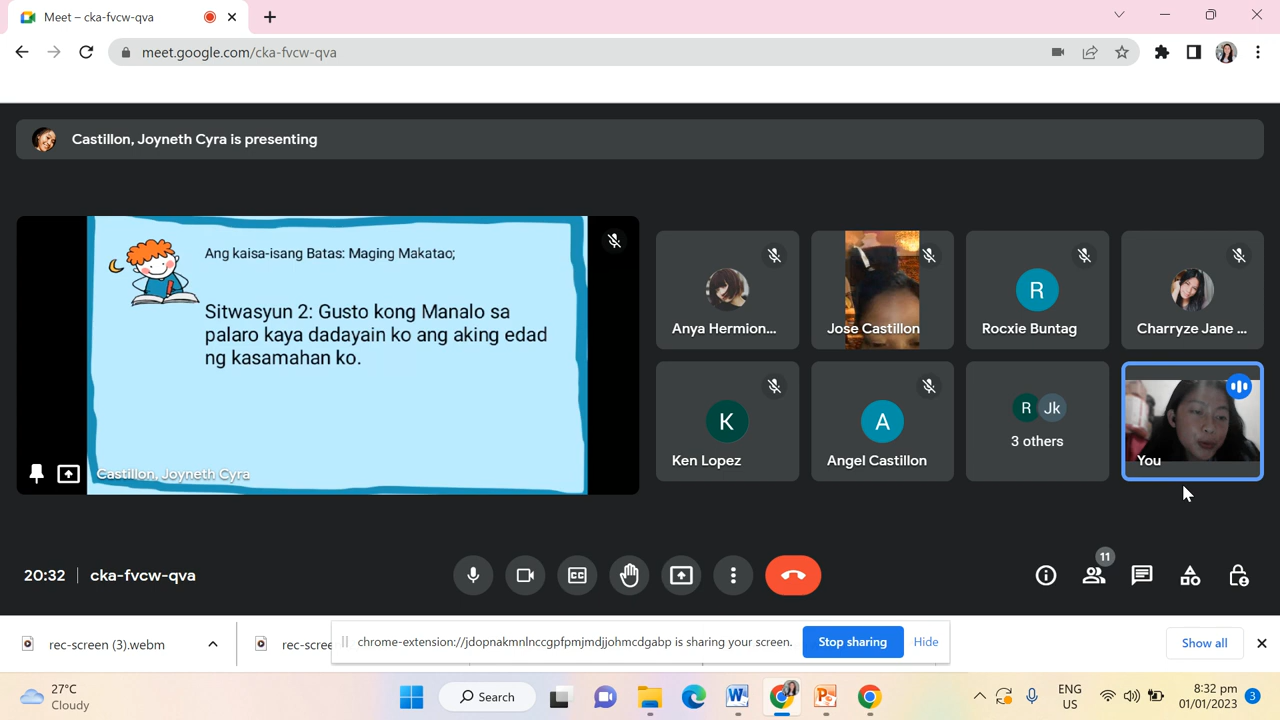 Meet – cka-fvcw-qva
meet.google.com/cka-fvcw-qva
Castillon, Joyneth Cyra is presenting
Ang kaisa-isang Batas: Maging Makatao;
Sitwasyun 2: Gusto kong Manalo sa
palaro kaya dadayain ko ang aking edad
ng kasamahan ko.
Castillon, Joyneth Cyra
Anya Hermion...
Jose Castillon
R
Rocxie Buntag
Charryze Jane ...
K
Ken Lopez
A
Angel Castillon
R Jk
3 others
You
20:32 | cka-fvcw-qva
CC
11
rec-screen (3).webm
rec-scree
chrome-extension://jdopnakmnlnccgpfpmjmdjjohmcdgabp is sharing your screen.
Stop sharing
Hide
Show all
27°C
Cloudy
Search
ENG
US
8:32 pm
01/01/2023
3